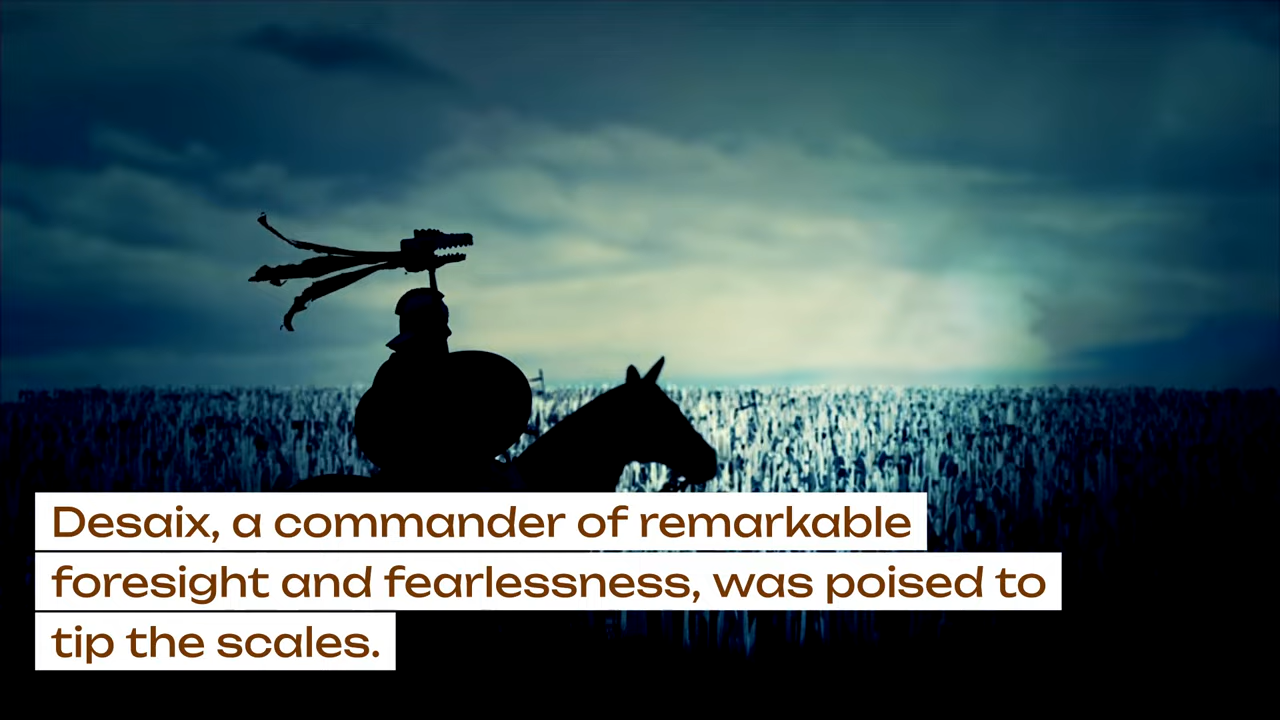 Desaix, a commander of remarkable
foresight and fearlessness, was poised to
tip the scales.